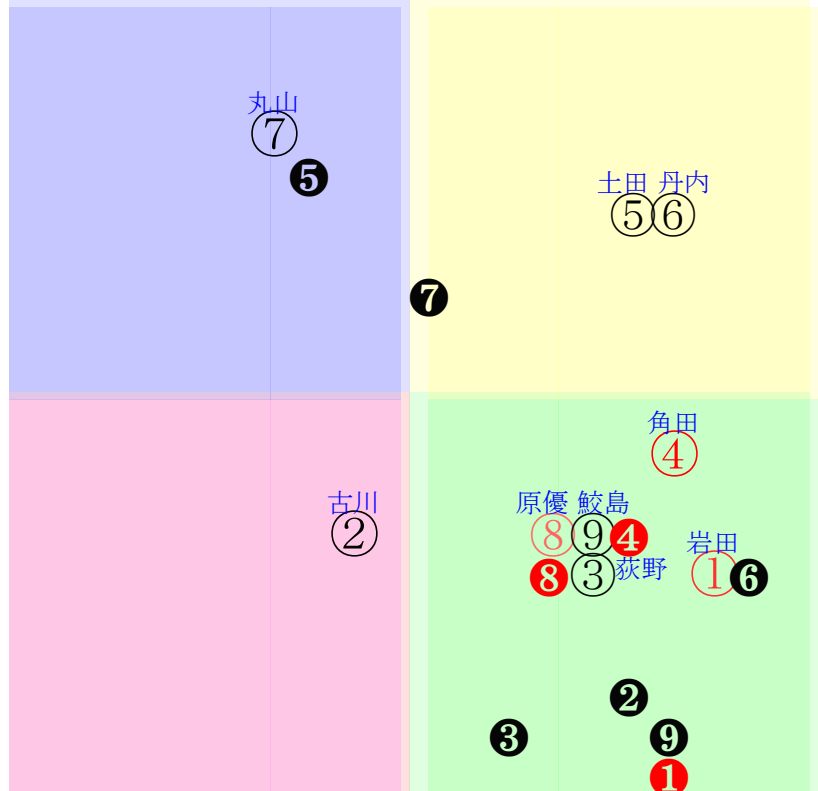 丸山
⑦
❺
土田 丹内
⑤⑥
❼
角田
④
古川 原優 鮫島
② ⑧⑨❹
岩田
❽③荻野 ①❻
❷
❸ ❾
❶